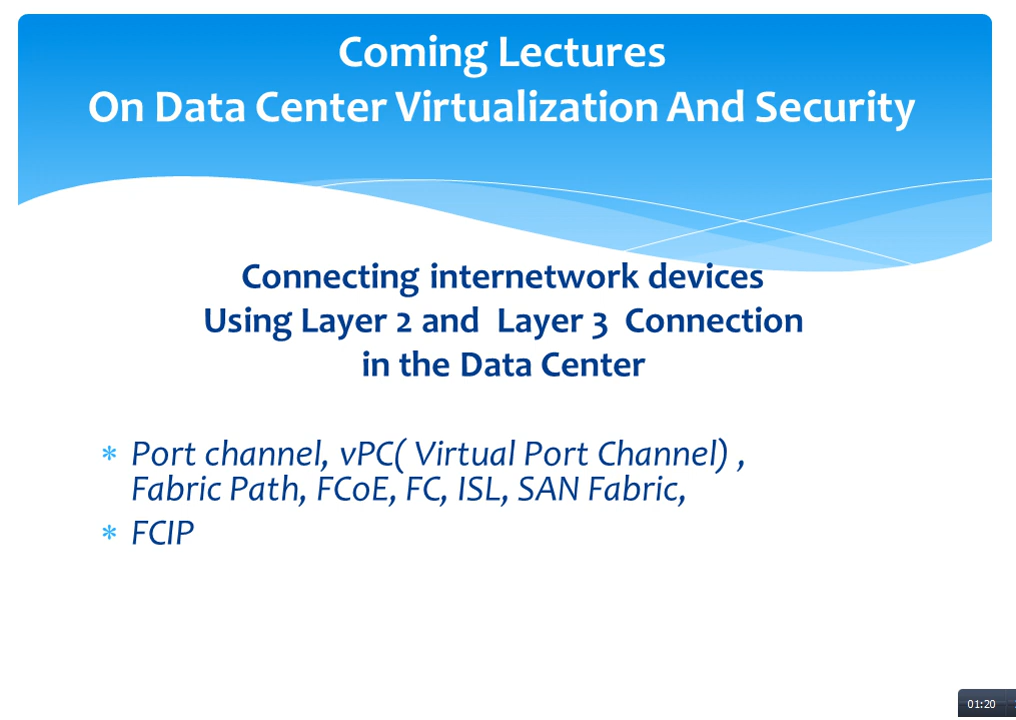 Coming Lectures
On Data Center Virtualization And Security
Connecting internetwork devices
Using Layer 2 and  Layer 3  Connection
in the Data Center
* Port channel, vPC( Virtual Port Channel) ,
Fabric Path, FCoE, FC, ISL, SAN Fabric,
* FCIP
01:20